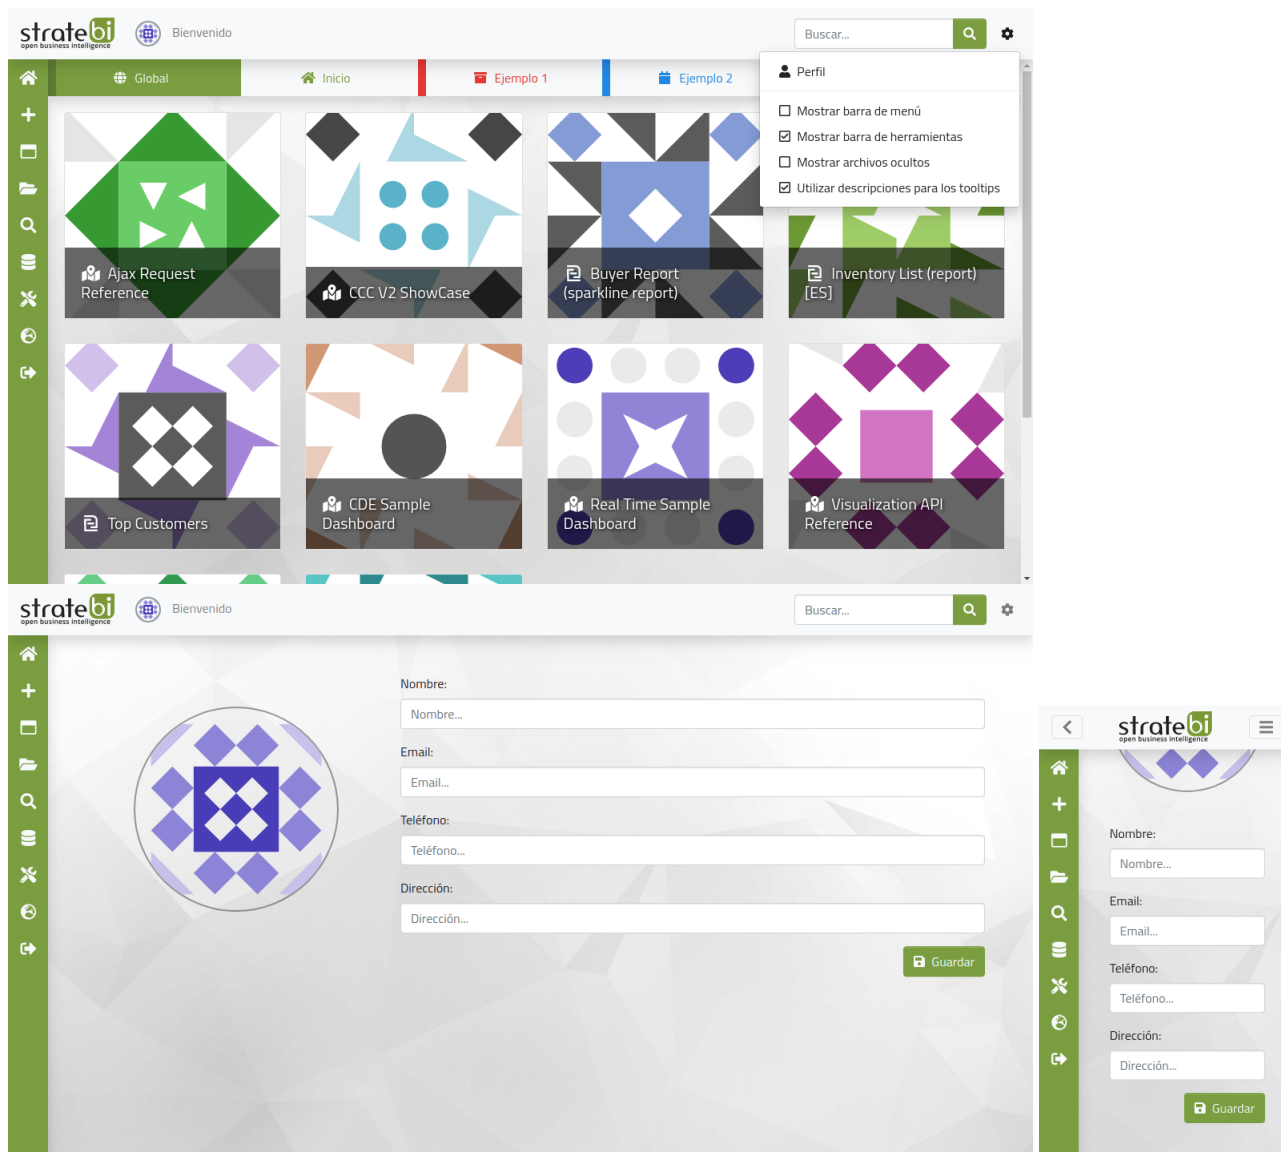 stratebi
open business intelligence
Bienvenido
Buscar...
Global
Inicio
Ejemplo 1
Ejemplo 2
Perfil
Mostrar barra de menú
Mostrar barra de herramientas
Mostrar archivos ocultos
Utilizar descripciones para los tooltips
Ajax Request
Reference
CCC V2 ShowCase
Buyer Report
(sparkline report)
Inventory List (report)
[ES]
Top Customers
CDE Sample
Dashboard
Real Time Sample
Dashboard
Visualization API
Reference
stratebi
open business intelligence
Bienvenido
Buscar...
Nombre:
Nombre...
Email:
Email...
Teléfono:
Teléfono...
Dirección:
Dirección...
Guardar
stratebi
open business intelligence
Nombre:
Nombre...
Email:
Email...
Teléfono:
Teléfono...
Dirección:
Dirección...
Guardar